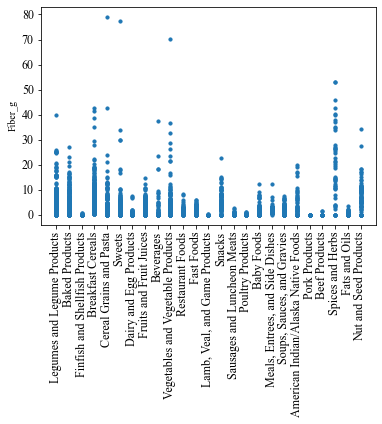 80
70
60
50
40
30
20
10
0
Fiber_g
Legumes and Legume Products
Baked Products
Finfish and Shellfish Products
Breakfast Cereals
Cereal Grains and Pasta
Sweets
Dairy and Egg Products
Fruits and Fruit Juices
Beverages
Vegetables and Vegetable Products
Restaurant Foods
Fast Foods
Lamb, Veal, and Game Products
Snacks
Sausages and Luncheon Meats
Poultry Products
Baby Foods
Meals, Entrees, and Side Dishes
Soups, Sauces, and Gravies
American Indian/Alaska Native Foods
Pork Products
Beef Products
Spices and Herbs
Fats and Oils
Nut and Seed Products